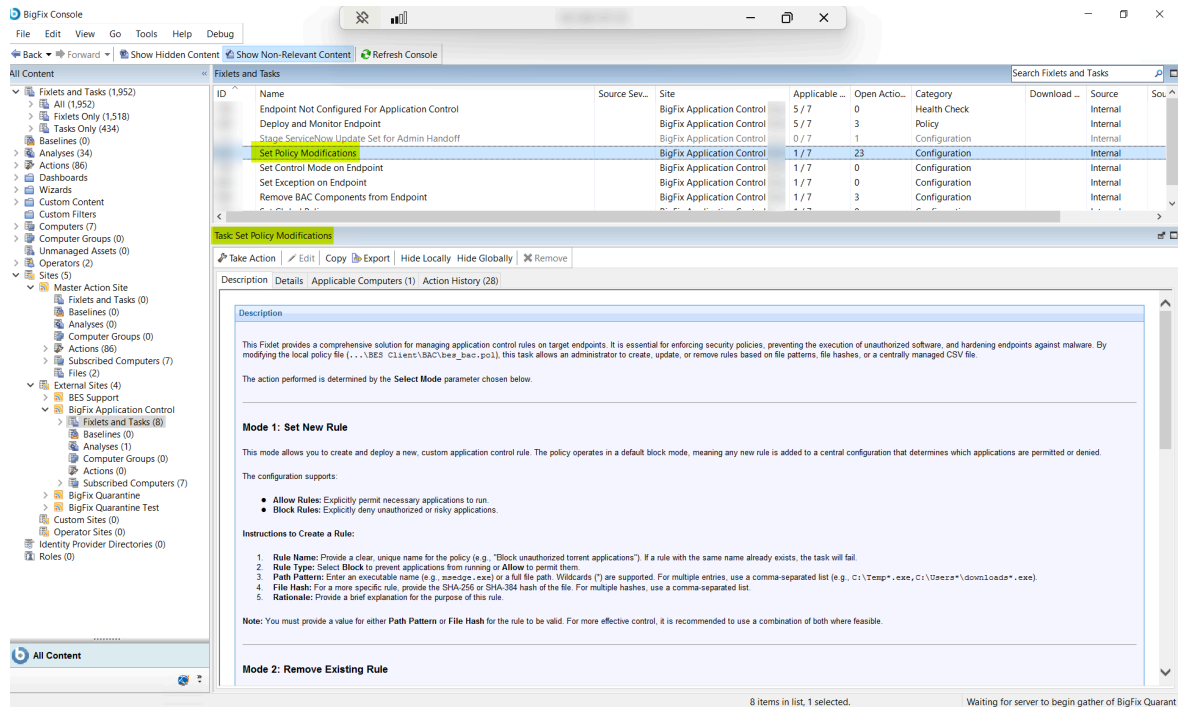 BigFix Console
File Edit View Go Tools Help Debug
Back Forward Show Hidden Content Show Non-Relevant Content Refresh Console
All Content «
Fixlets and Tasks (1,952)
All (1,952)
Fixlets Only (1,518)
Tasks Only (434)
Baselines (0)
Analyses (34)
Actions (86)
Dashboards
Wizards
Custom Content
Custom Filters
Computers (7)
Computer Groups (0)
Unmanaged Assets (0)
Operators (2)
Sites (5)
Master Action Site
Fixlets and Tasks (0)
Baselines (0)
Analyses (0)
Computer Groups (0)
Actions (86)
Subscribed Computers (7)
Files (2)
External Sites (4)
BES Support
BigFix Application Control
Fixlets and Tasks (8)
Baselines (0)
Analyses (1)
Computer Groups (0)
Actions (0)
Subscribed Computers (7)
BigFix Quarantine
BigFix Quarantine Test
Custom Sites (0)
Operator Sites (0)
Identity Provider Directories (0)
Roles (0)
All Content
Fixlets and Tasks Search Fixlets and Tasks
ID Name Source Sev... Site Applicable ... Open Actio... Category Download ... Source Sou
Endpoint Not Configured For Application Control BigFix Application Control 5 / 7 0 Health Check Internal
Deploy and Monitor Endpoint BigFix Application Control 5 / 7 3 Policy Internal
Stage ServiceNow Update Set for Admin Handoff BigFix Application Control 0 / 7 1 Configuration Internal
Set Policy Modifications BigFix Application Control 1 / 7 23 Configuration Internal
Set Control Mode on Endpoint BigFix Application Control 1 / 7 0 Configuration Internal
Set Exception on Endpoint BigFix Application Control 1 / 7 0 Configuration Internal
Remove BAC Components from Endpoint BigFix Application Control 1 / 7 3 Configuration Internal
Task: Set Policy Modifications
Take Action Edit Copy Export Hide Locally Hide Globally Remove
Description Details Applicable Computers (1) Action History (28)
Description
This Fixlet provides a comprehensive solution for managing application control rules on target endpoints. It is essential for enforcing security policies, preventing the execution of unauthorized software, and hardening endpoints against malware. By
modifying the local policy file (...\BES Client\BAC\bes_bac.pol), this task allows an administrator to create, update, or remove rules based on file patterns, file hashes, or a centrally managed CSV file.
The action performed is determined by the Select Mode parameter chosen below.
Mode 1: Set New Rule
This mode allows you to create and deploy a new, custom application control rule. The policy operates in a default block mode, meaning any new rule is added to a central configuration that determines which applications are permitted or denied.
The configuration supports:
● Allow Rules: Explicitly permit necessary applications to run.
● Block Rules: Explicitly deny unauthorized or risky applications.
Instructions to Create a Rule:
1. Rule Name: Provide a clear, unique name for the policy (e.g., "Block unauthorized torrent applications"). If a rule with the same name already exists, the task will fail.
2. Rule Type: Select Block to prevent applications from running or Allow to permit them.
3. Path Pattern: Enter an executable name (e.g., msedge.exe) or a full file path. Wildcards (*) are supported. For multiple entries, use a comma-separated list (e.g., C:\Temp*.exe,C:\Users*\downloads*.exe).
4. File Hash: For a more specific rule, provide the SHA-256 or SHA-384 hash of the file. For multiple hashes, use a comma-separated list.
5. Rationale: Provide a brief explanation for the purpose of this rule.
Note: You must provide a value for either Path Pattern or File Hash for the rule to be valid. For more effective control, it is recommended to use a combination of both where feasible.
Mode 2: Remove Existing Rule
8 items in list, 1 selected. Waiting for server to begin gather of BigFix Quarant